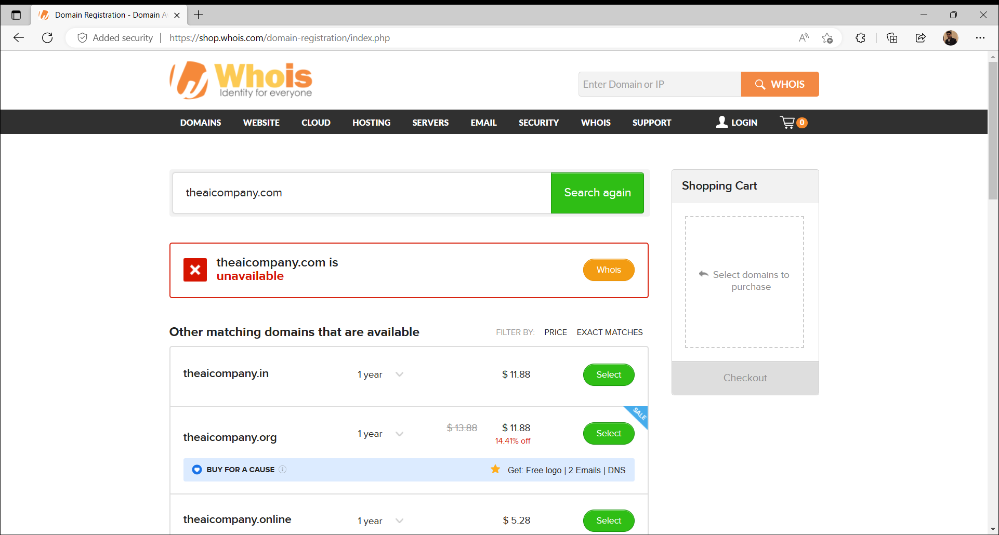 Domain Registration - Domain A
Added security
https://shop.whois.com/domain-registration/index.php
Whois
Identity for everyone
Enter Domain or IP
WHOIS
DOMAINS WEBSITE CLOUD HOSTING SERVERS EMAIL SECURITY WHOIS SUPPORT LOGIN 0
theaicompany.com
Search again
Shopping Cart
Select domains to
purchase
Checkout
theaicompany.com is
unavailable
Whois
Other matching domains that are available
FILTER BY: PRICE EXACT MATCHES
theaicompany.in 1 year $ 11.88 Select
SALE
theaicompany.org 1 year $ 13.88 $ 11.88 Select
14.41% off
BUY FOR A CAUSE Get: Free logo | 2 Emails | DNS
theaicompany.online 1 year $ 5.28 Select